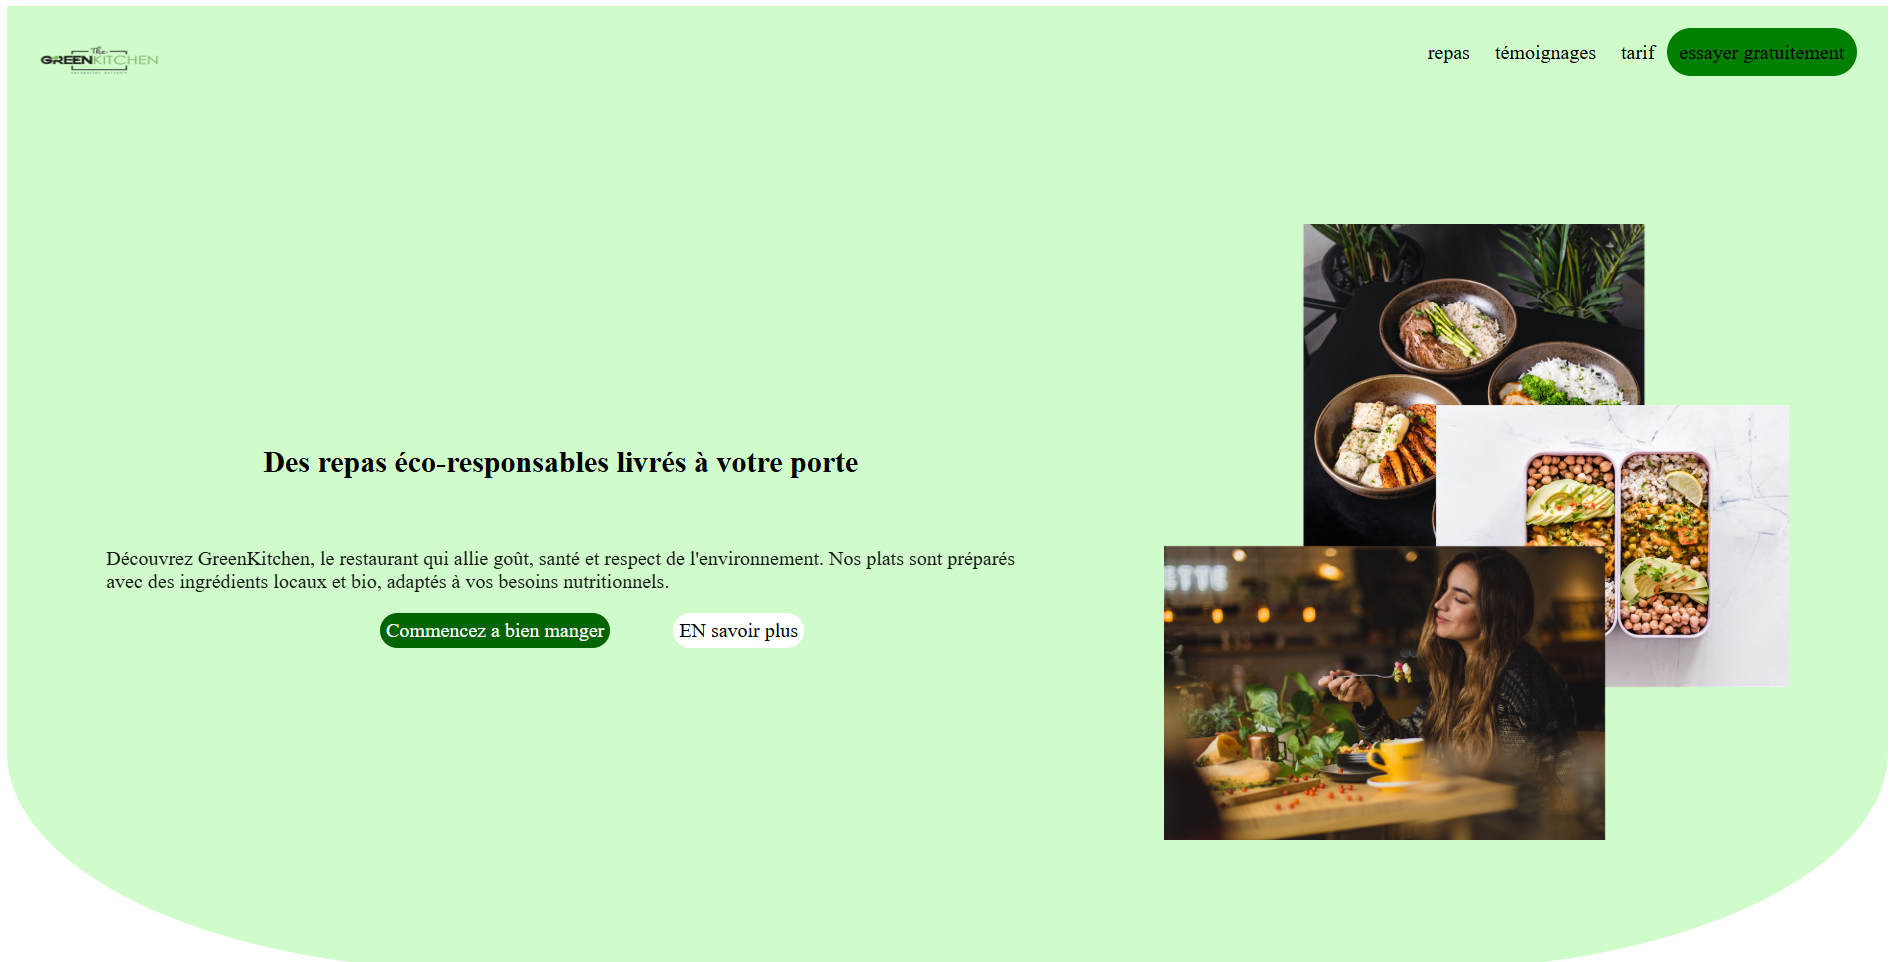 The
GREENKITCHEN
repas témoignages tarif essayer gratuitement
Des repas éco-responsables livrés à votre porte
Découvrez GreenKitchen, le restaurant qui allie goût, santé et respect de l'environnement. Nos plats sont préparés
avec des ingrédients locaux et bio, adaptés à vos besoins nutritionnels.
Commencez a bien manger EN savoir plus
ETTE